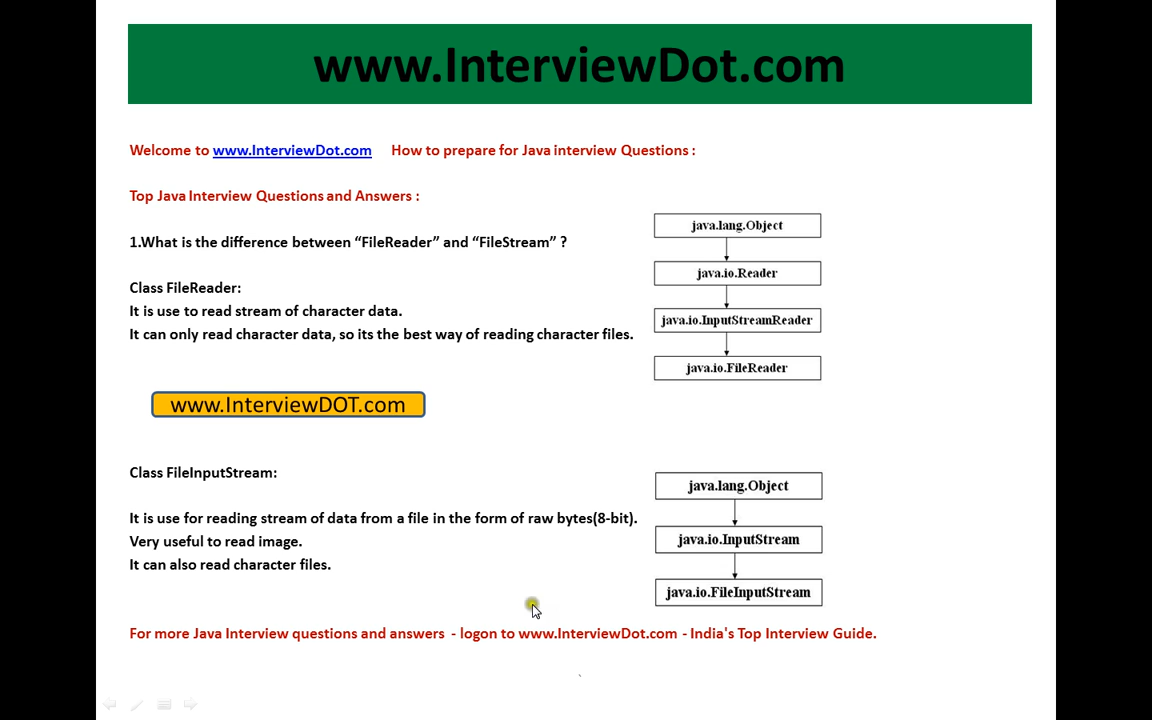 www.InterviewDot.com
Welcome to www.InterviewDot.com How to prepare for Java interview Questions :
Top Java Interview Questions and Answers :
1.What is the difference between “FileReader” and “FileStream” ?
Class FileReader:
It is use to read stream of character data.
It can only read character data, so its the best way of reading character files.
java.lang.Object
java.io.Reader
java.io.InputStreamReader
java.io.FileReader
www.InterviewDOT.com
Class FileInputStream:
It is use for reading stream of data from a file in the form of raw bytes(8-bit).
Very useful to read image.
It can also read character files.
java.lang.Object
java.io.InputStream
java.io.FileInputStream
For more Java Interview questions and answers - logon to www.InterviewDot.com - India's Top Interview Guide.